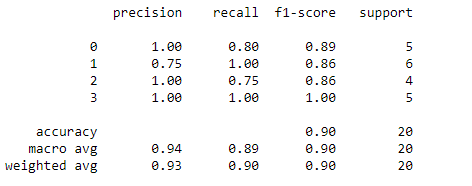 precision recall f1-score support
0 1.00 0.80 0.89 5
1 0.75 1.00 0.86 6
2 1.00 0.75 0.86 4
3 1.00 1.00 1.00 5
accuracy 0.90 20
macro avg 0.94 0.89 0.90 20
weighted avg 0.93 0.90 0.90 20